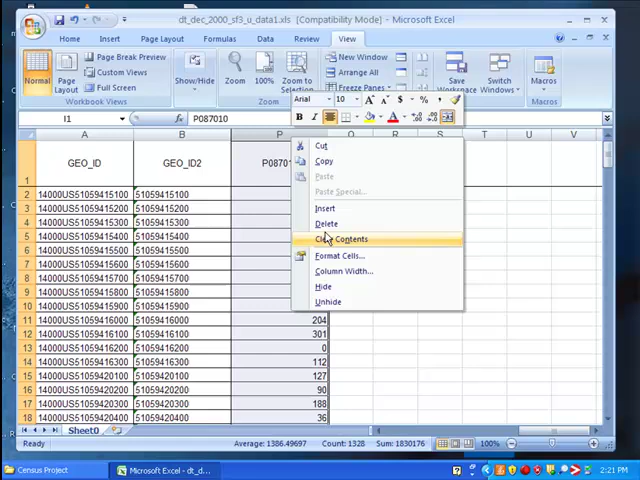 dt_dec_2000_sf3_u_data1.xls [Compatibility Mode] - Microsoft Excel
Home Insert Page Layout Formulas Data Review View
Normal Page Layout Page Break Preview Custom Views Full Screen
Show/Hide Zoom 100% New Window Arrange All Freeze Panes Save Switch Windows Macros
Workbook Views Macros
Arial 10 A A $ % ,
B I A
I1 P087010
A B P Q R S T U V
1 GEO_ID GEO_ID2 P08701
2 14000US51059415100 51059415100
3 14000US51059415200 51059415200
4 14000US51059415300 51059415300
5 14000US51059415400 51059415400
6 14000US51059415500 51059415500
7 14000US51059415600 51059415600
8 14000US51059415700 51059415700
9 14000US51059415800 51059415800
10 14000US51059415900 51059415900
11 14000US51059416000 51059416000 204
12 14000US51059416100 51059416100 301
13 14000US51059416200 51059416200 0
14 14000US51059416300 51059416300 112
15 14000US51059420100 51059420100 127
16 14000US51059420200 51059420200 90
17 14000US51059420300 51059420300 188
18 14000US51059420400 51059420400 36
Cut
Copy
Paste
Paste Special...
Insert
Delete
Clear Contents
Format Cells...
Column Width...
Hide
Unhide
Sheet0
Ready Average: 1386.49697 Count: 1328 Sum: 1830176 100%
Census Project Microsoft Excel - dt_d... 2:21 PM